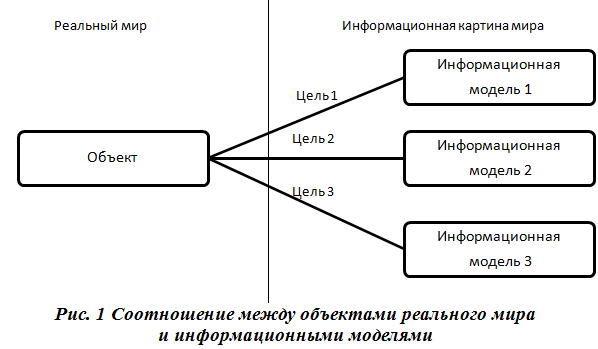 Реальный мир
Информационная картина мира
Информационная
модель 1
Цель 1
Цель 2
Объект
Информационная
модель 2
Цель 3
Информационная
модель 3
Рис. 1 Соотношение между объектами реального мира
и информационными моделями